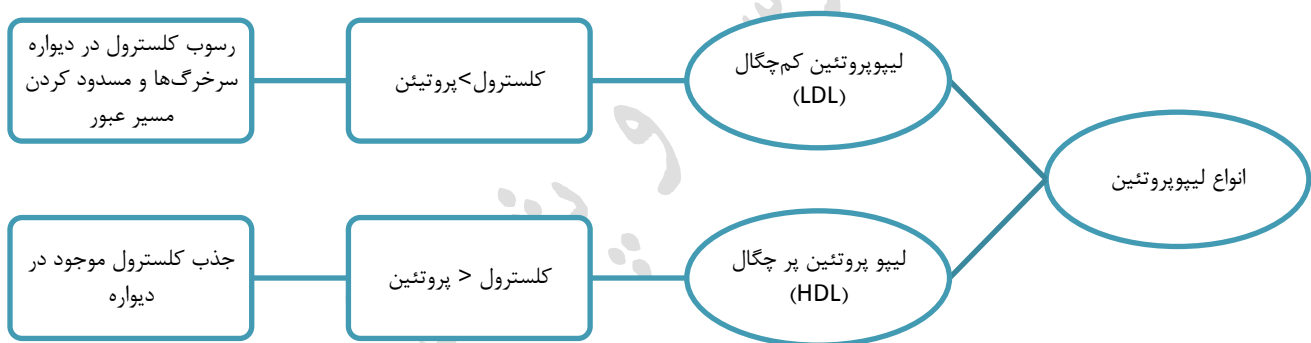 انواع لیپوپروتئین
لیپوپروتئین کم‌چگال
(LDL)
کلسترول>پروتیئن
رسوب کلسترول در دیواره
سرخرگ‌ها و مسدود کردن
مسیر عبور
لیپو پروتئین پر چگال
(HDL)
کلسترول < پروتئین
جذب کلسترول موجود در
دیواره